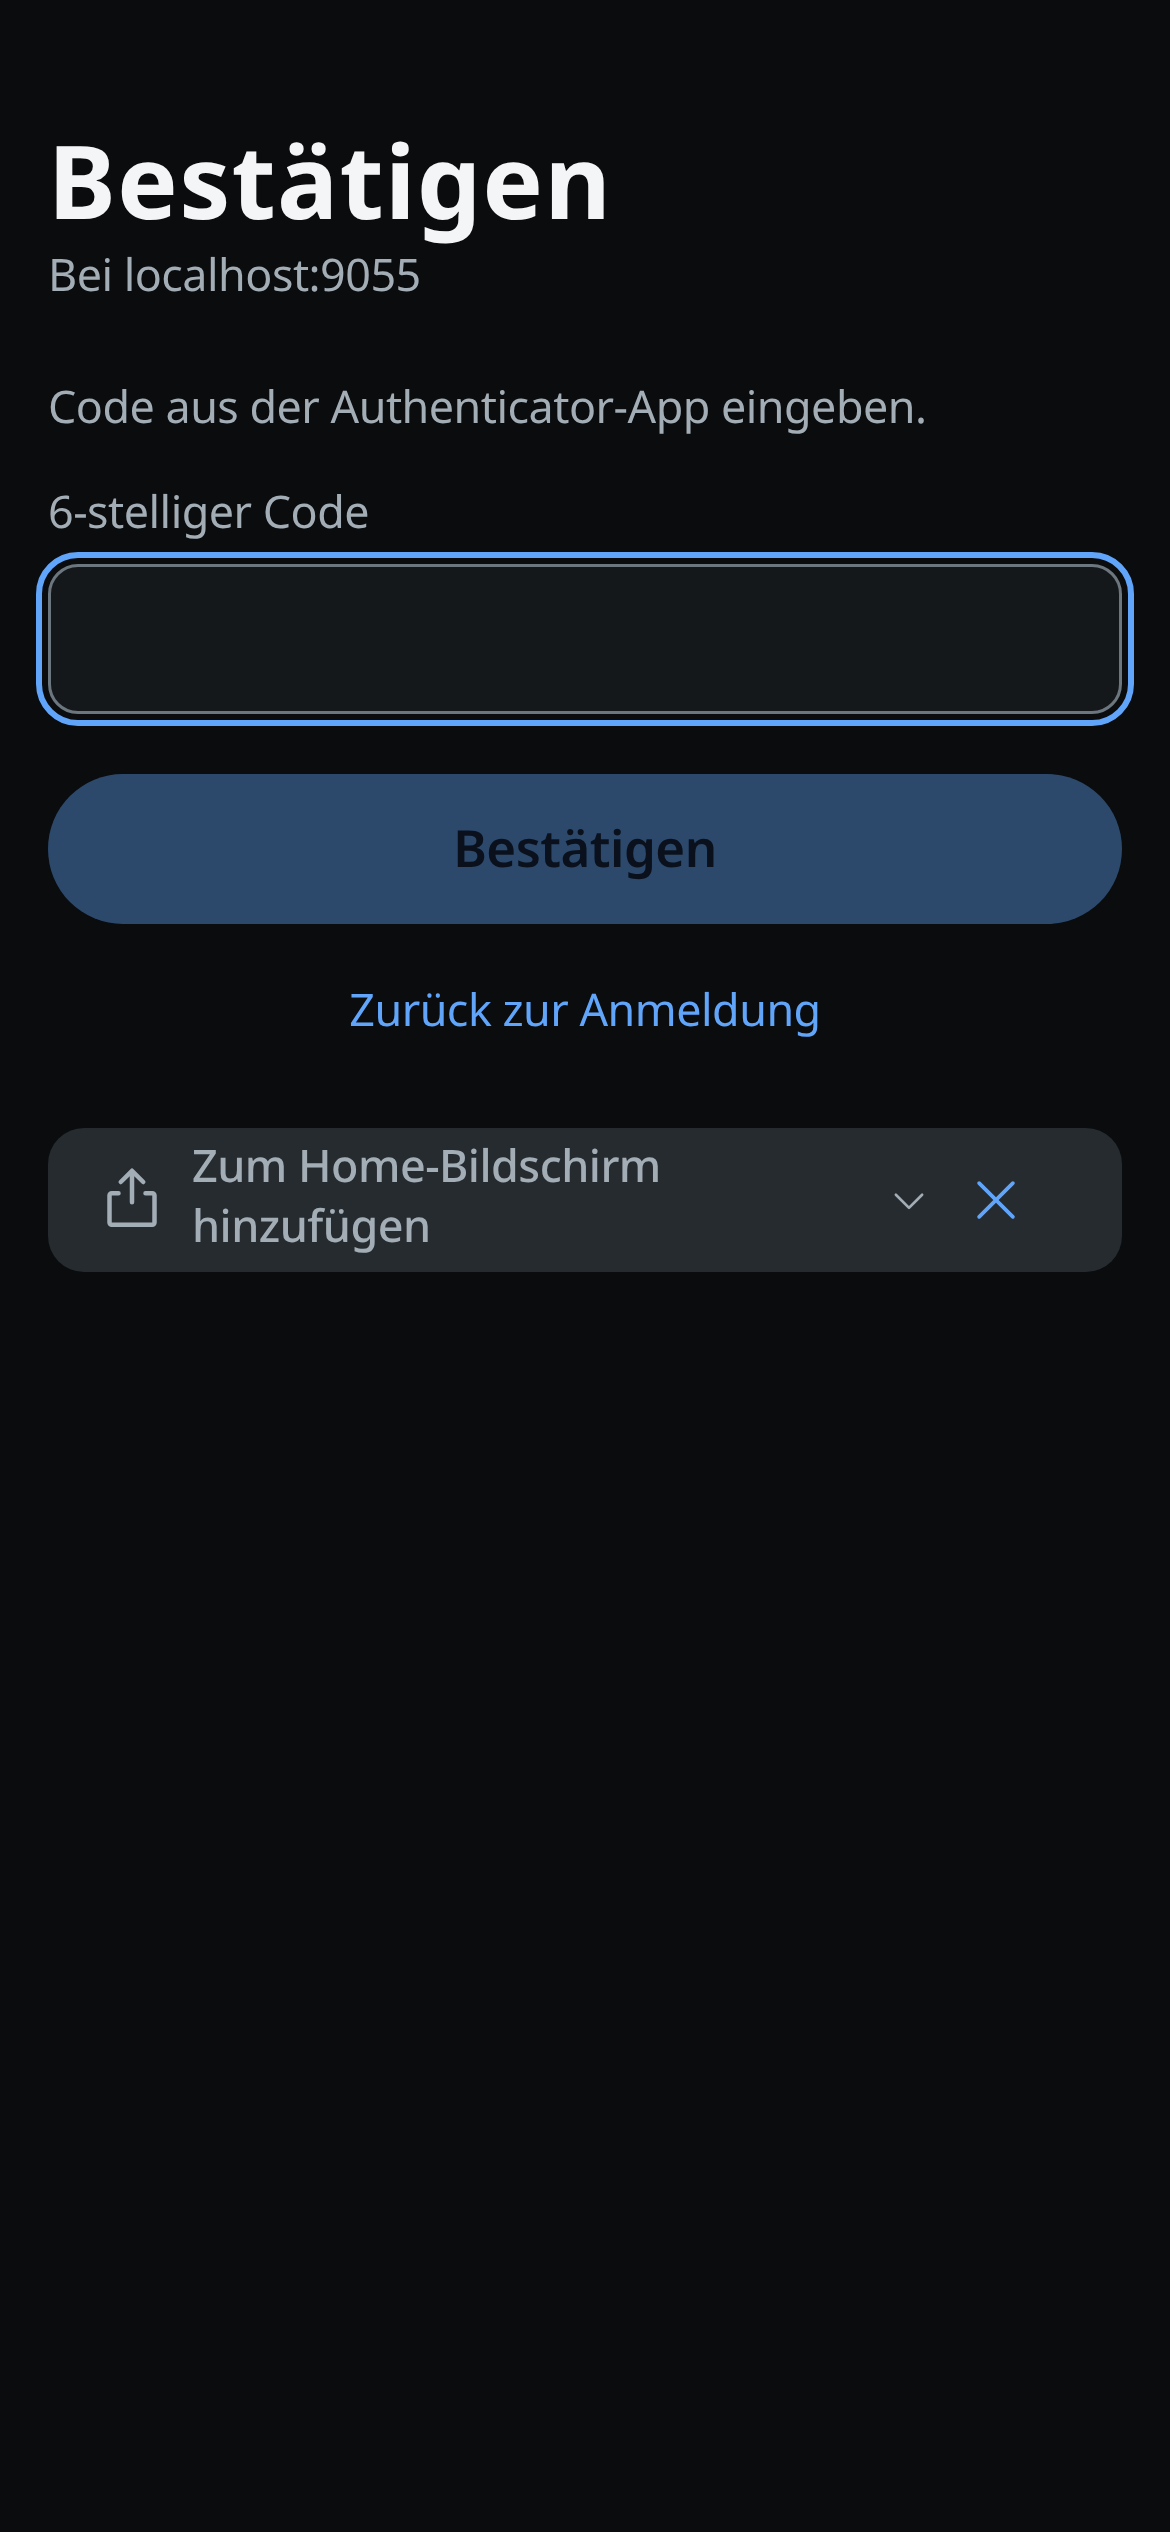 Bestätigen
Bei localhost:9055
Code aus der Authenticator-App eingeben.
6-stelliger Code
Bestätigen
Zurück zur Anmeldung
Zum Home-Bildschirm
hinzufügen